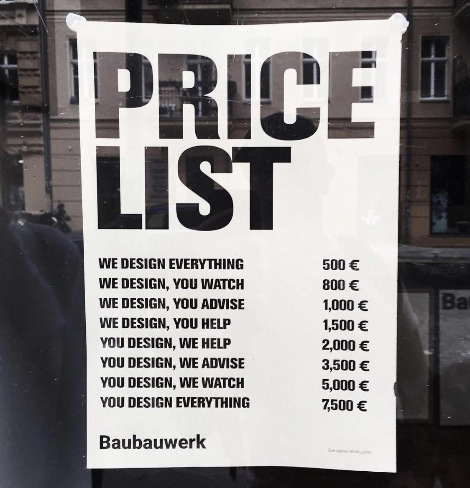 PRICE
LIST
WE DESIGN EVERYTHING 500 €
WE DESIGN, YOU WATCH 800 €
WE DESIGN, YOU ADVISE 1,000 €
WE DESIGN, YOU HELP 1,500 €
YOU DESIGN, WE HELP 2,000 €
YOU DESIGN, WE ADVISE 3,500 €
YOU DESIGN, WE WATCH 5,000 €
YOU DESIGN EVERYTHING 7,500 €
Baubauwerk
Ba